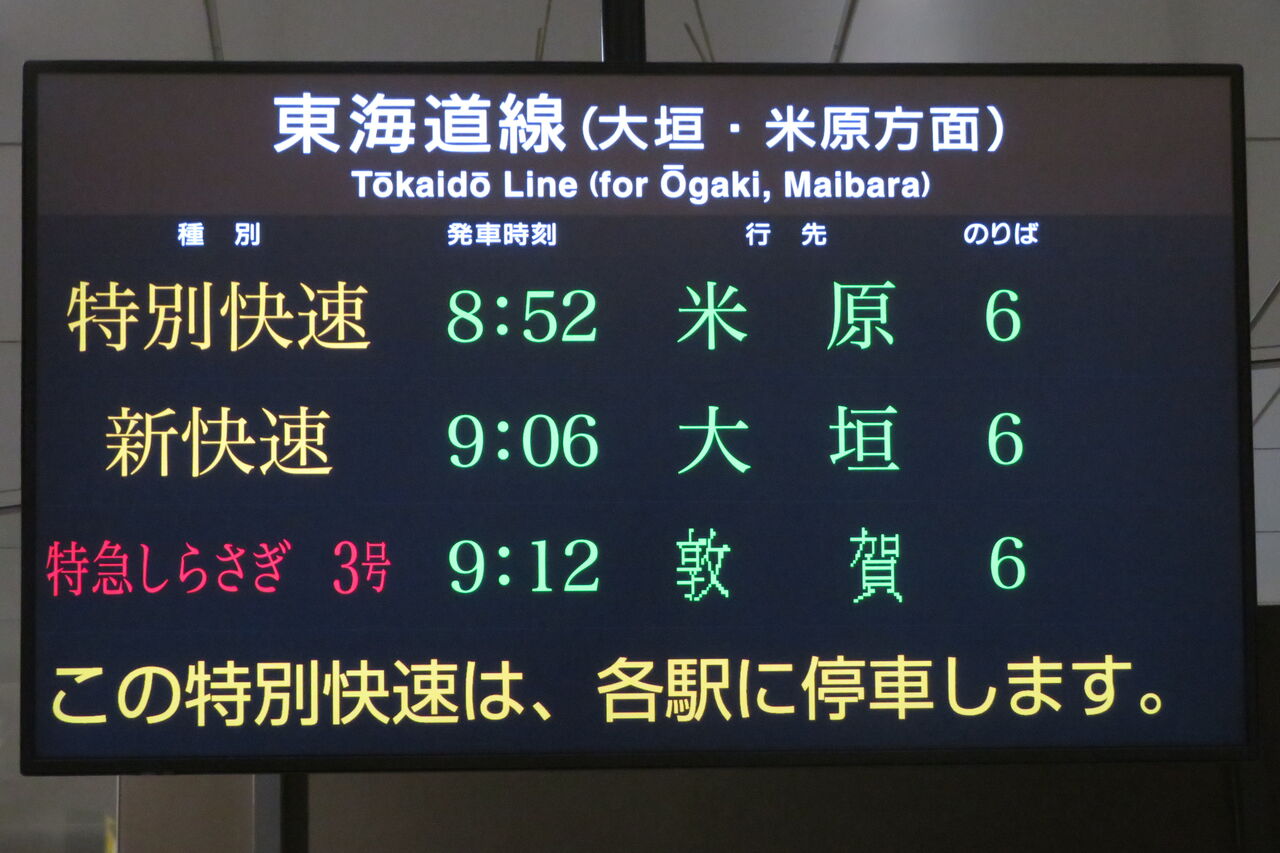 東海道線(大垣・米原方面)
Tōkaidō Line (for Ōgaki, Maibara)
種別 発車時刻 行先 のりば
特別快速 8:52 米原 6
新快速 9:06 大垣 6
特急しらさぎ 3号 9:12 敦賀 6
この特別快速は、各駅に停車します。